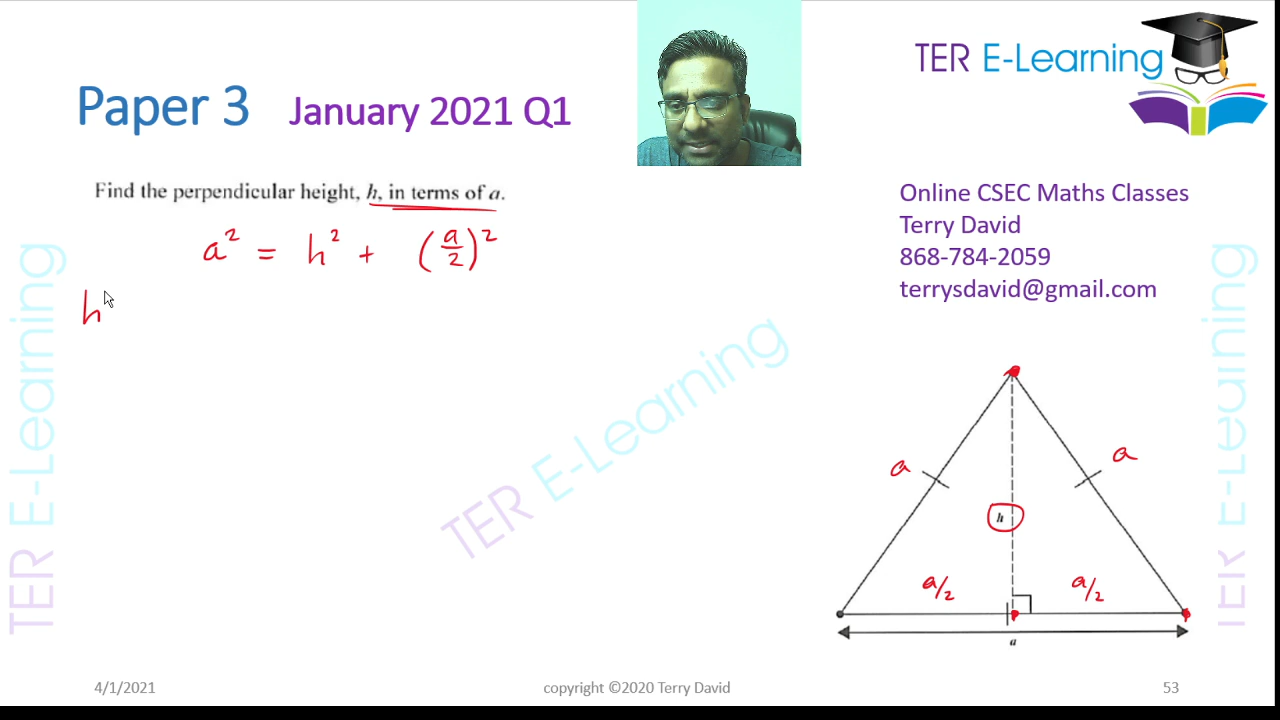 TER E-Learning
Paper 3 January 2021 Q1
Find the perpendicular height, h, in terms of a.
a² = h² + (a/2)²
h
Online CSEC Maths Classes
Terry David
868-784-2059
terrysdavid@gmail.com
TER E-Learning
TER E-Learning
TER E-Learning
a
a
h
a/2
a/2
a
4/1/2021
copyright ©2020 Terry David
53